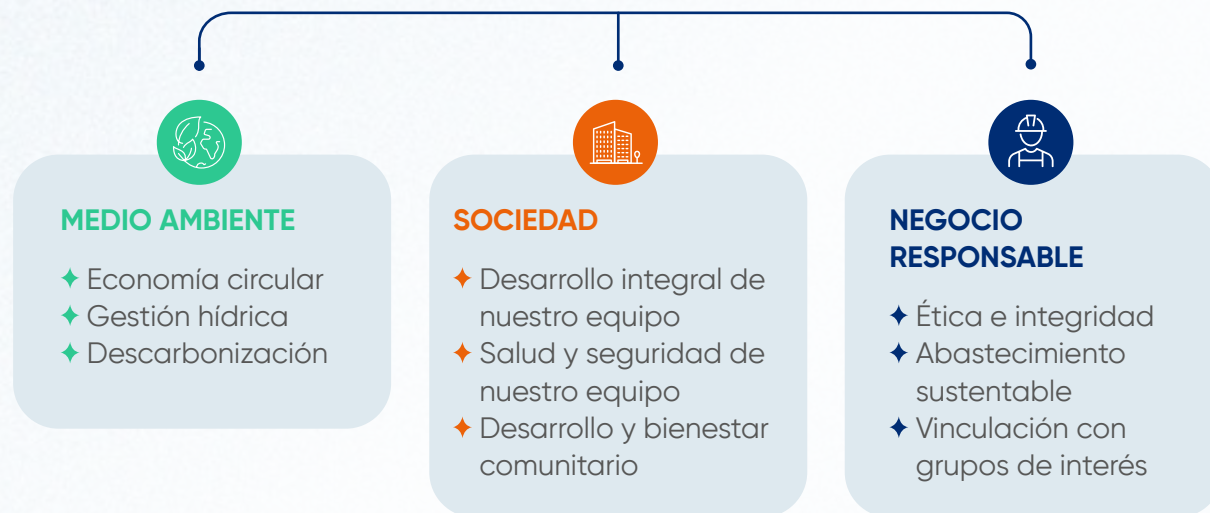 MEDIO AMBIENTE
✦ Economía circular
✦ Gestión hídrica
✦ Descarbonización
SOCIEDAD
✦ Desarrollo integral de
nuestro equipo
✦ Salud y seguridad de
nuestro equipo
✦ Desarrollo y bienestar
comunitario
NEGOCIO
RESPONSABLE
✦ Ética e integridad
✦ Abastecimiento
sustentable
✦ Vinculación con
grupos de interés